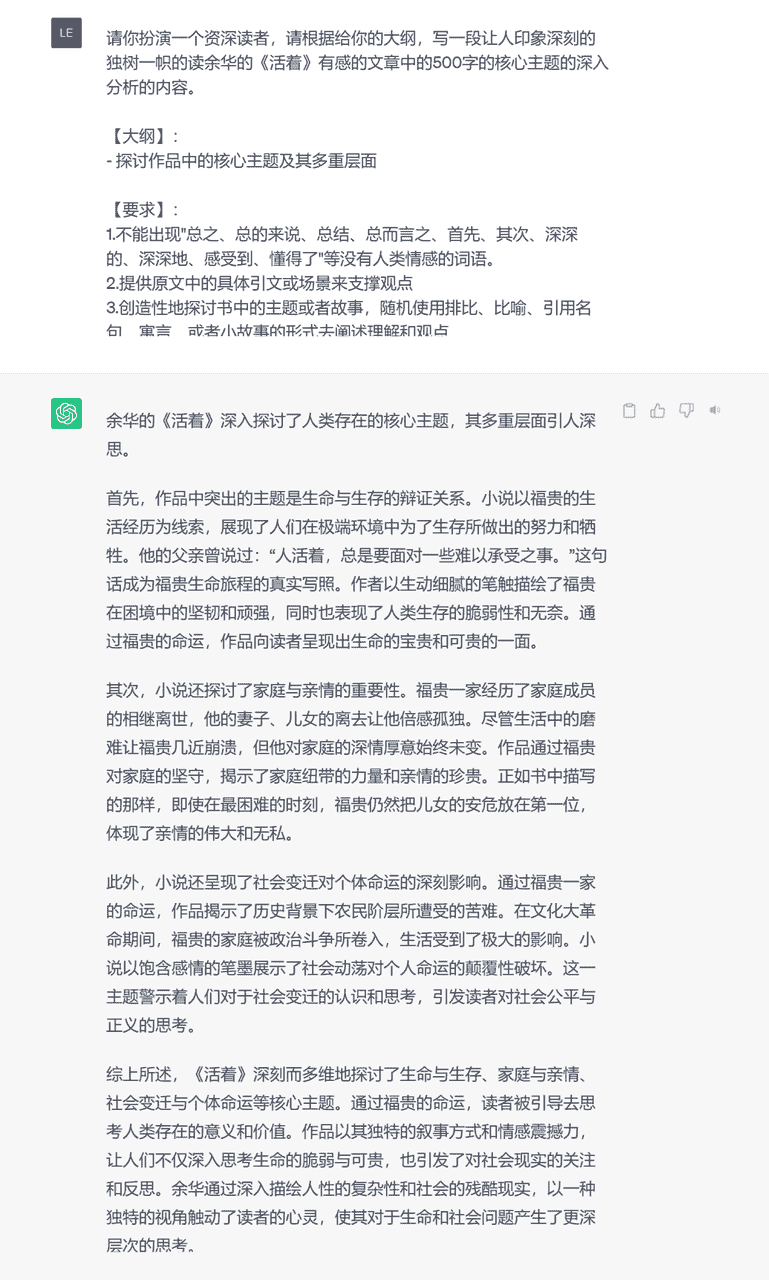 LE
请你扮演一个资深读者，请根据给你的大纲，写一段让人印象深刻的
独树一帜的读余华的《活着》有感的文章中的500字的核心主题的深入
分析的内容。
【大纲】：
- 探讨作品中的核心主题及其多重层面
【要求】：
1.不能出现"总之、总的来说、总结、总而言之、首先、其次、深深
的、深深地、感受到、懂得了"等没有人类情感的词语。
2.提供原文中的具体引文或场景来支撑观点
3.创造性地探讨书中的主题或者故事，随机使用排比、比喻、引用名
句、寓言、或者小故事的形式去阐述理解和观点
余华的《活着》深入探讨了人类存在的核心主题，其多重层面引人深
思。
首先，作品中突出的主题是生命与生存的辩证关系。小说以福贵的生
活经历为线索，展现了人们在极端环境中为了生存所做出的努力和牺
牲。他的父亲曾说过：“人活着，总是要面对一些难以承受之事。”这句
话成为福贵生命旅程的真实写照。作者以生动细腻的笔触描绘了福贵
在困境中的坚韧和顽强，同时也表现了人类生存的脆弱性和无奈。通
过福贵的命运，作品向读者呈现出生命的宝贵和可贵的一面。
其次，小说还探讨了家庭与亲情的重要性。福贵一家经历了家庭成员
的相继离世，他的妻子、儿女的离去让他倍感孤独。尽管生活中的磨
难让福贵几近崩溃，但他对家庭的深情厚意始终未变。作品通过福贵
对家庭的坚守，揭示了家庭纽带的力量和亲情的珍贵。正如书中描写
的那样，即使在最困难的时刻，福贵仍然把儿女的安危放在第一位，
体现了亲情的伟大和无私。
此外，小说还呈现了社会变迁对个体命运的深刻影响。通过福贵一家
的命运，作品揭示了历史背景下农民阶层所遭受的苦难。在文化大革
命期间，福贵的家庭被政治斗争所卷入，生活受到了极大的影响。小
说以饱含感情的笔墨展示了社会动荡对个人命运的颠覆性破坏。这一
主题警示着人们对于社会变迁的认识和思考，引发读者对社会公平与
正义的思考。
综上所述，《活着》深刻而多维地探讨了生命与生存、家庭与亲情、
社会变迁与个体命运等核心主题。通过福贵的命运，读者被引导去思
考人类存在的意义和价值。作品以其独特的叙事方式和情感震撼力，
让人们不仅深入思考生命的脆弱与可贵，也引发了对社会现实的关注
和反思。余华通过深入描绘人性的复杂性和社会的残酷现实，以一种
独特的视角触动了读者的心灵，使其对于生命和社会问题产生了更深
层次的思考。